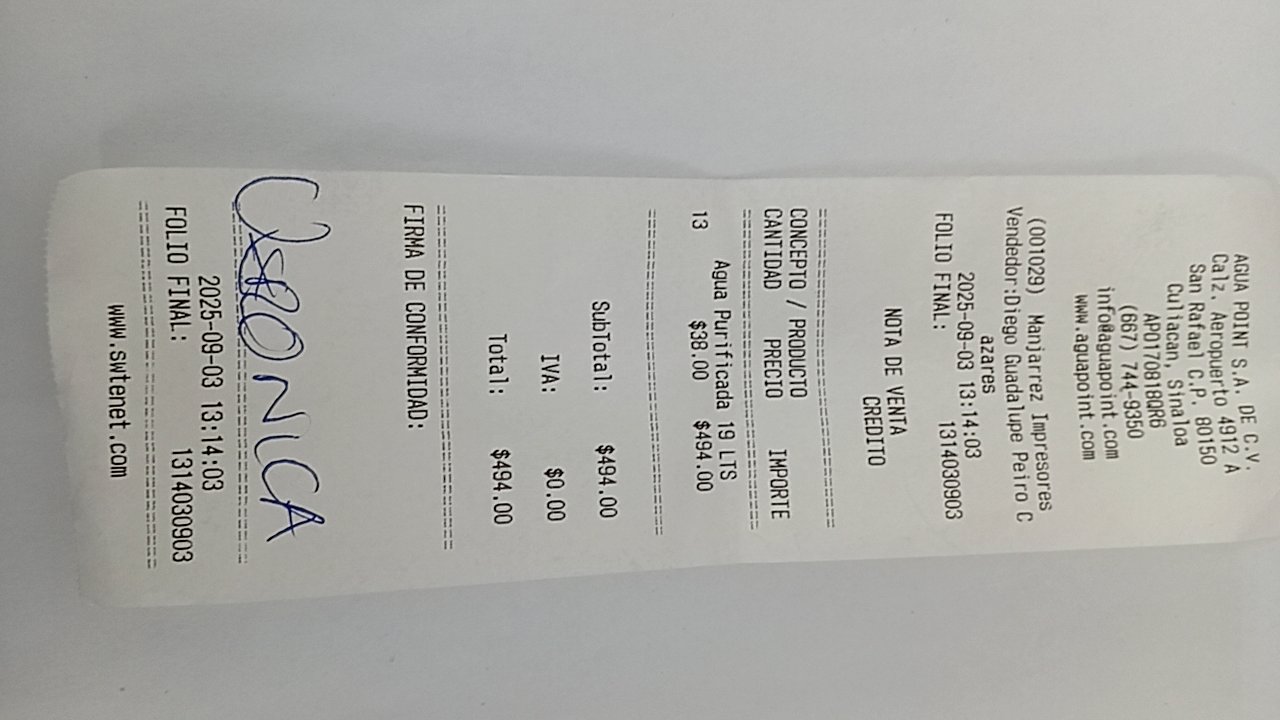 AGUA POINT S.A. DE C.V.
Calz. Aeropuerto 4912 A
San Rafael C.P. 80150
Culiacan, Sinaloa
APO170818QR6
(667) 744-9350
info@aguapoint.com
www.aguapoint.com
(001029) Manjarrez Impresores
Vendedor:Diego Guadalupe Peiro C
azares
2025-09-03 13:14:03
FOLIO FINAL: 1314030903
NOTA DE VENTA
CREDITO
CONCEPTO / PRODUCTO
CANTIDAD PRECIO IMPORTE
Agua Purificada 19 LTS
13 $38.00 $494.00
SubTotal: $494.00
IVA: $0.00
Total: $494.00
FIRMA DE CONFORMIDAD:
2025-09-03 13:14:03
FOLIO FINAL: 1314030903
www.swtenet.com